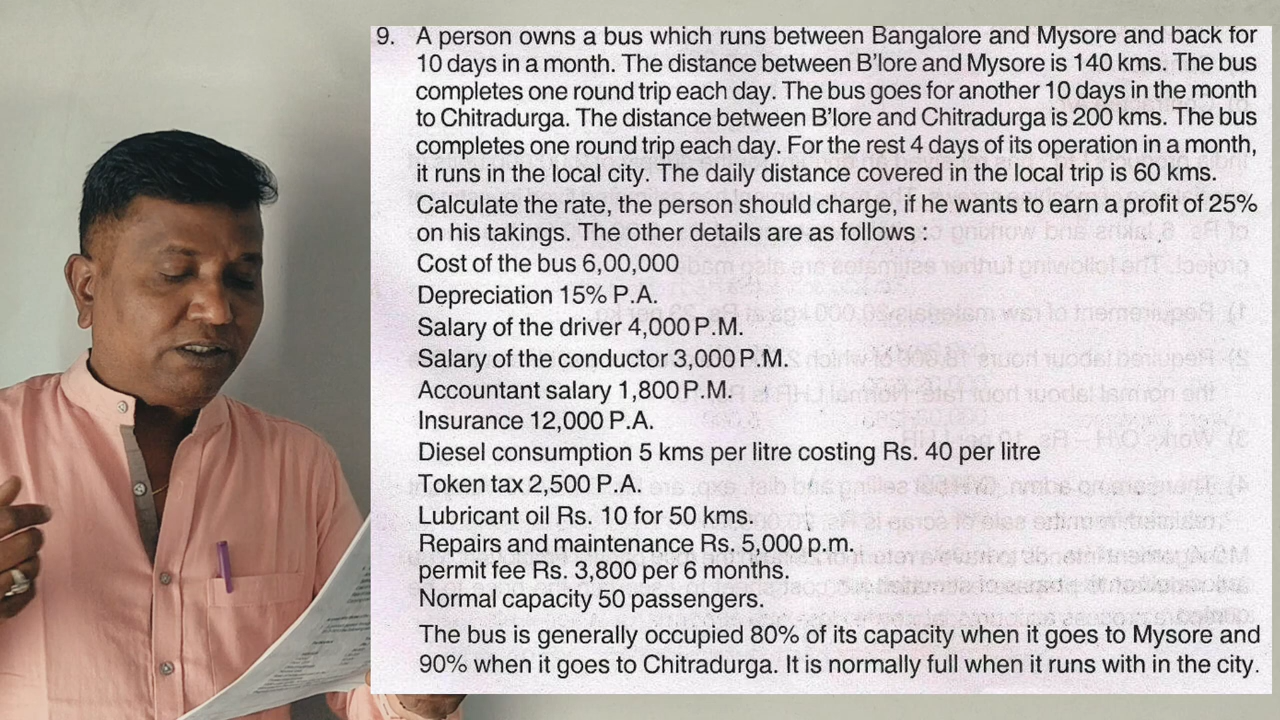 9. A person owns a bus which runs between Bangalore and Mysore and back for
10 days in a month. The distance between B'lore and Mysore is 140 kms. The bus
completes one round trip each day. The bus goes for another 10 days in the month
to Chitradurga. The distance between B'lore and Chitradurga is 200 kms. The bus
completes one round trip each day. For the rest 4 days of its operation in a month,
it runs in the local city. The daily distance covered in the local trip is 60 kms.
Calculate the rate, the person should charge, if he wants to earn a profit of 25%
on his takings. The other details are as follows :
Cost of the bus 6,00,000
Depreciation 15% P.A.
Salary of the driver 4,000 P.M.
Salary of the conductor 3,000 P.M.
Accountant salary 1,800 P.M.
Insurance 12,000 P.A.
Diesel consumption 5 kms per litre costing Rs. 40 per litre
Token tax 2,500 P.A.
Lubricant oil Rs. 10 for 50 kms.
Repairs and maintenance Rs. 5,000 p.m.
permit fee Rs. 3,800 per 6 months.
Normal capacity 50 passengers.
The bus is generally occupied 80% of its capacity when it goes to Mysore and
90% when it goes to Chitradurga. It is normally full when it runs with in the city.